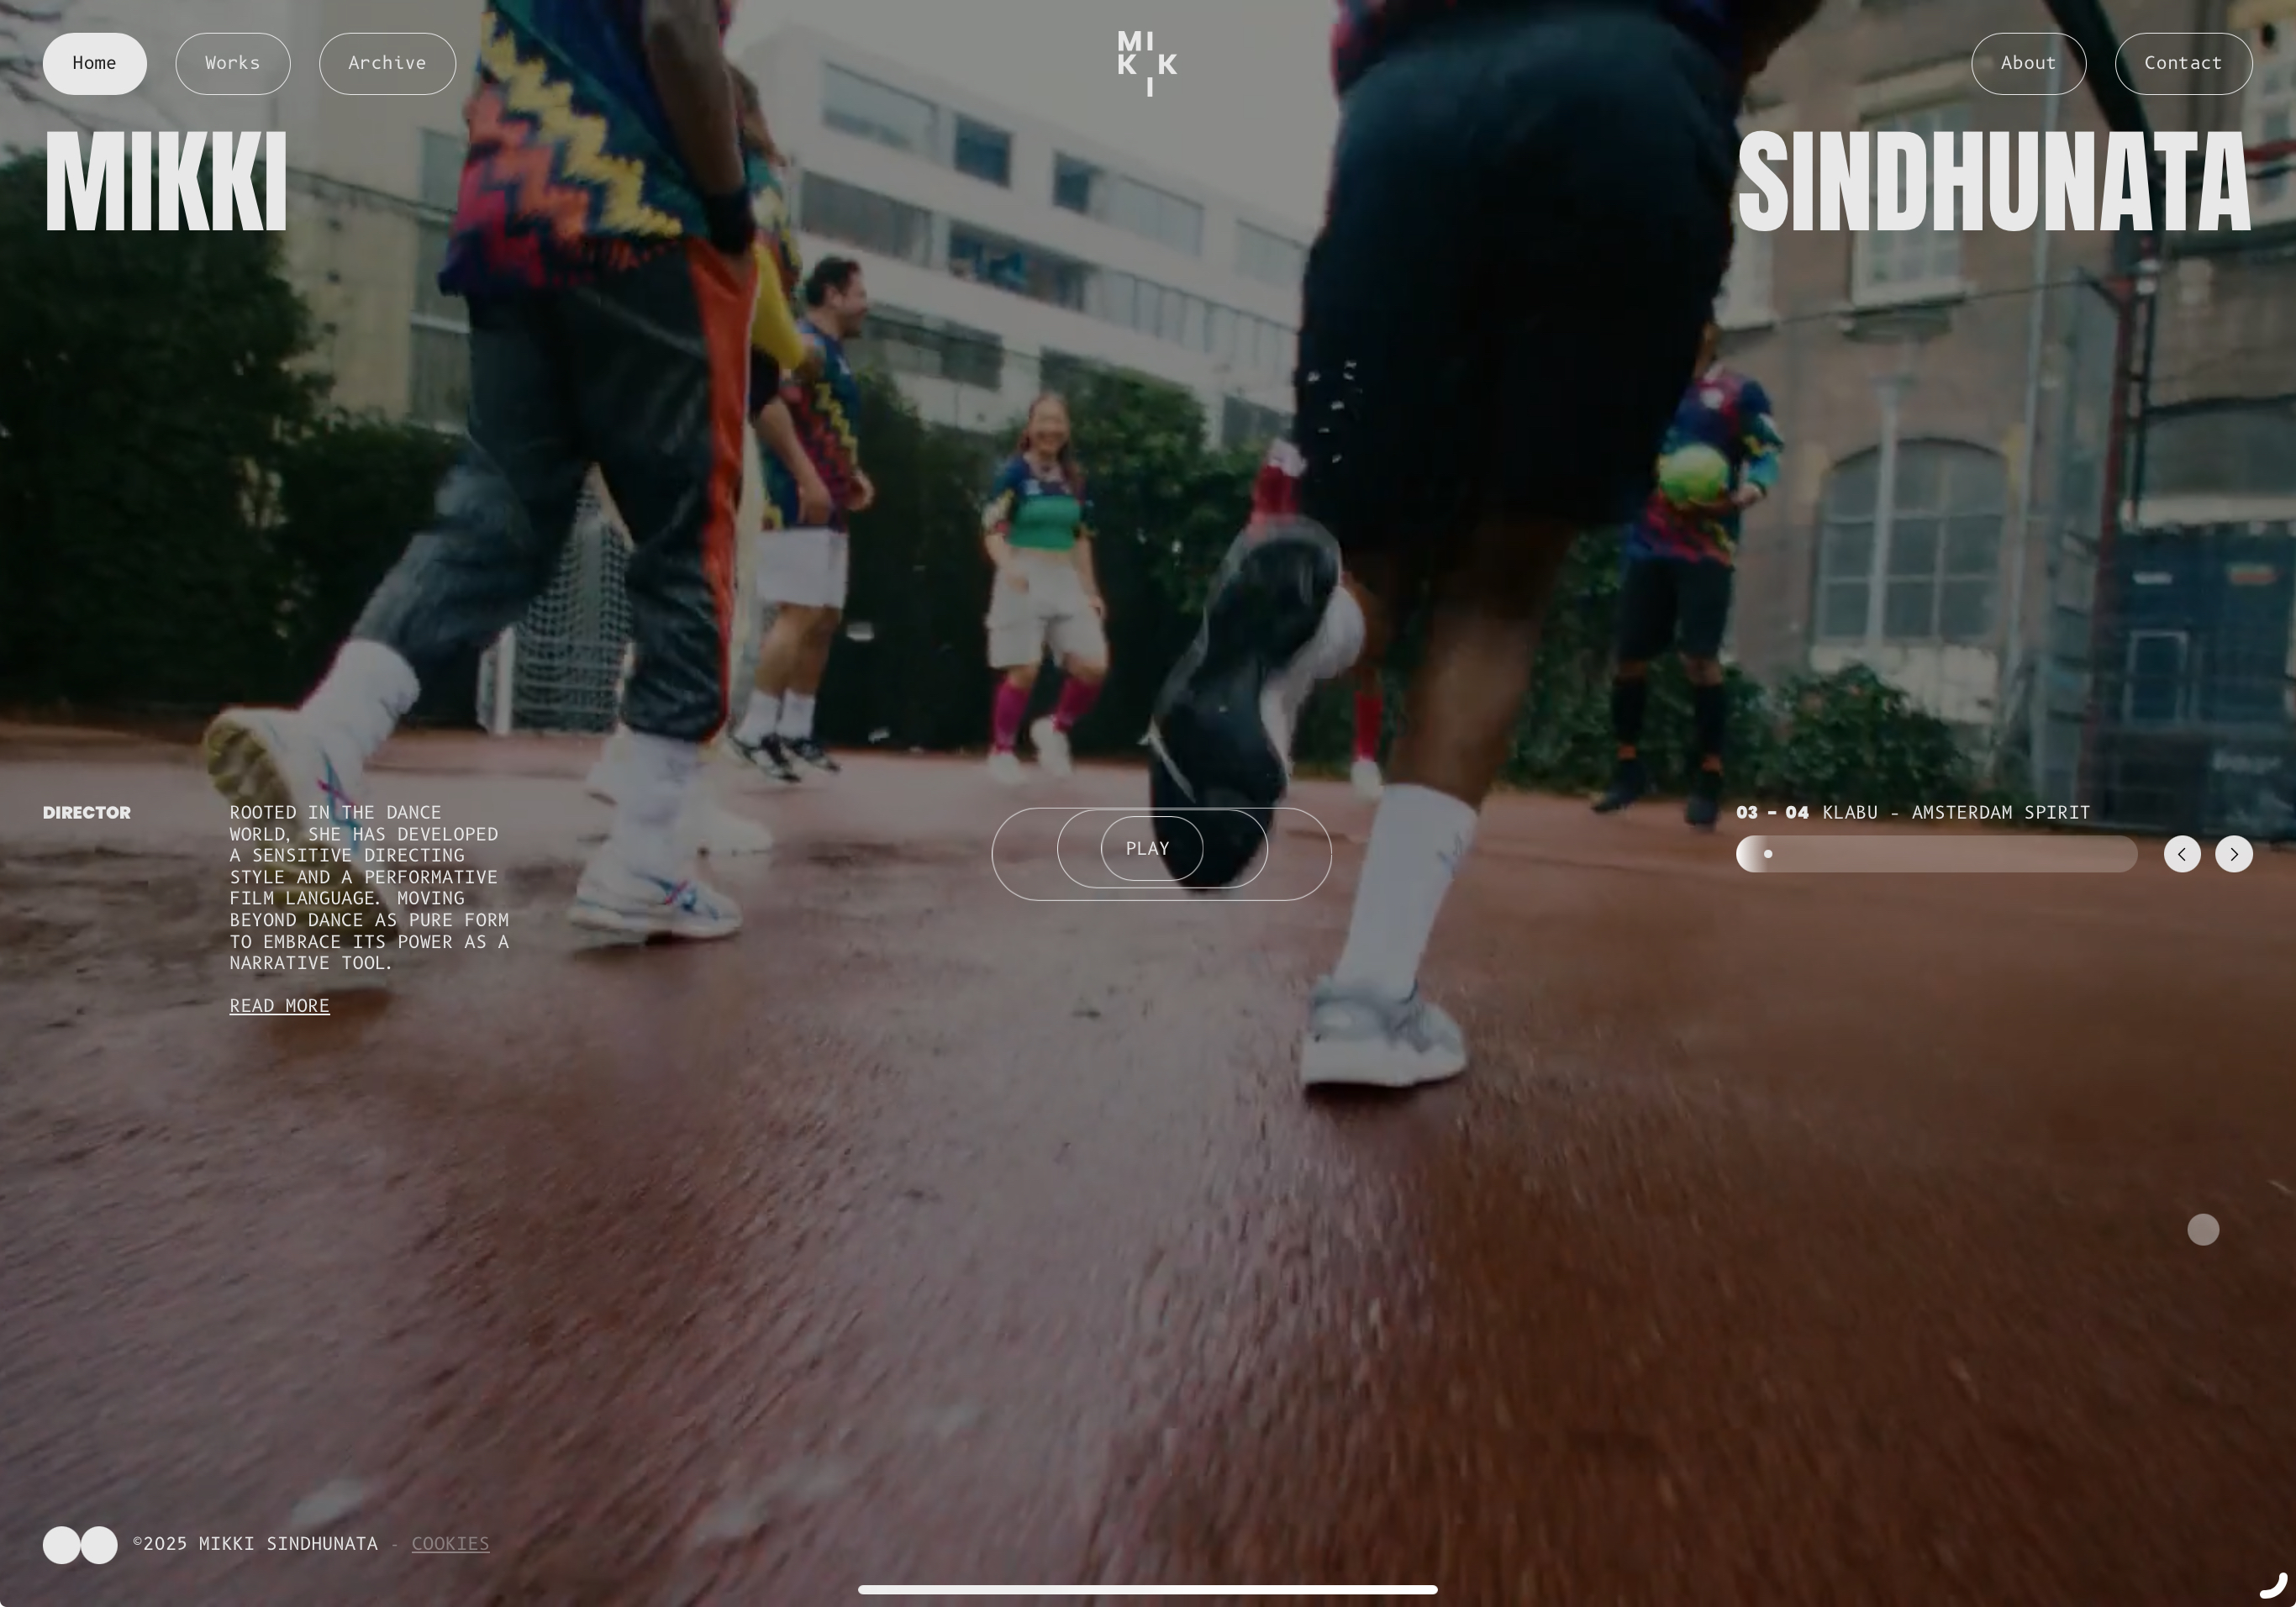 Home
Works
Archive
MI
K K
I
About
Contact
MIKKI
SINDHUNATA
DIRECTOR
ROOTED IN THE DANCE
WORLD, SHE HAS DEVELOPED
A SENSITIVE DIRECTING
STYLE AND A PERFORMATIVE
FILM LANGUAGE. MOVING
BEYOND DANCE AS PURE FORM
TO EMBRACE ITS POWER AS A
NARRATIVE TOOL.
READ MORE
PLAY
03 - 04 KLABU - AMSTERDAM SPIRIT
©2025 MIKKI SINDHUNATA - COOKIES